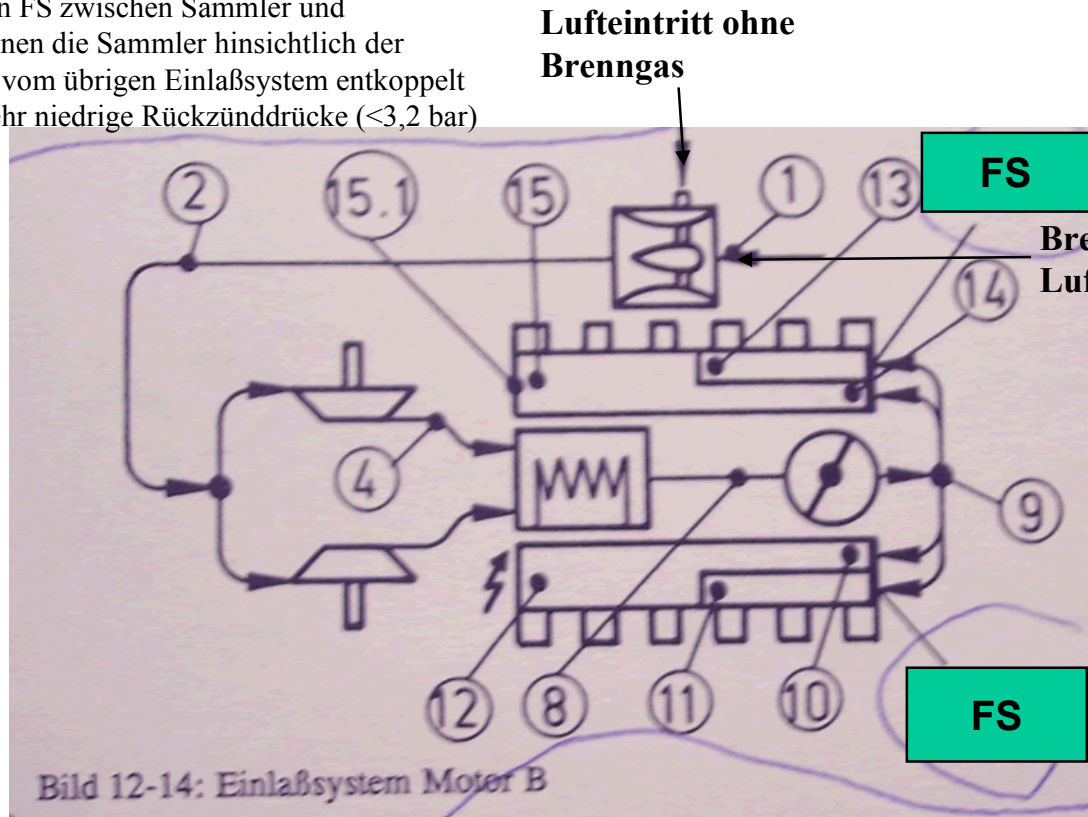 n FS zwischen Sammler und
nen die Sammler hinsichtlich der
vom übrigen Einlaßsystem entkoppelt
ehr niedrige Rückzünddrücke (<3,2 bar)
Lufteintritt ohne
Brenngas
2
15.1
15
1
13
FS
Bre
Luf
14
4
9
12
8
11
10
FS
Bild 12-14: Einlaßsystem Motor B